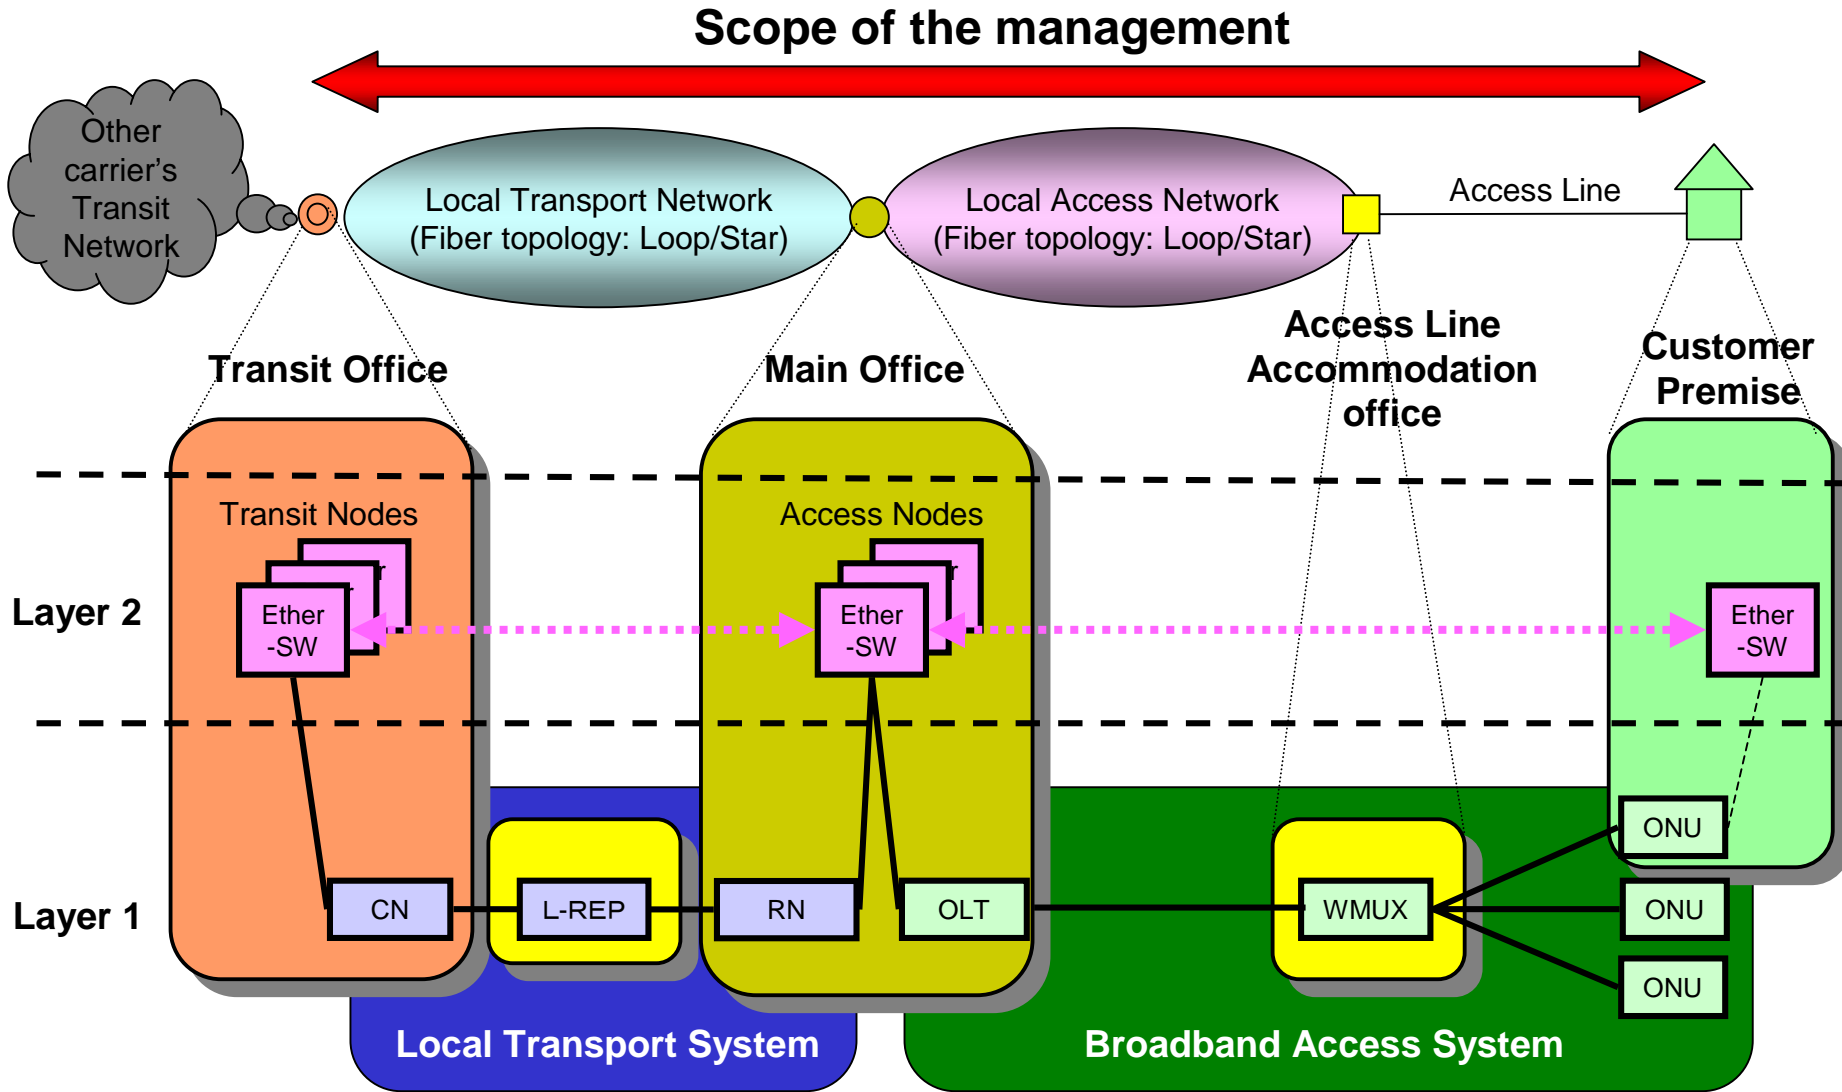 Scope of the management
Other
carrier's
Transit
Network
Local Transport Network
(Fiber topology: Loop/Star)
Local Access Network
(Fiber topology: Loop/Star)
Access Line
Transit Office
Main Office
Access Line
Accommodation
office
Customer
Premise
Transit Nodes
Access Nodes
Layer 2
Ether
-SW
Ether
-SW
Ether
-SW
Layer 1
CN
L-REP
RN
OLT
WMUX
ONU
ONU
ONU
Local Transport System
Broadband Access System